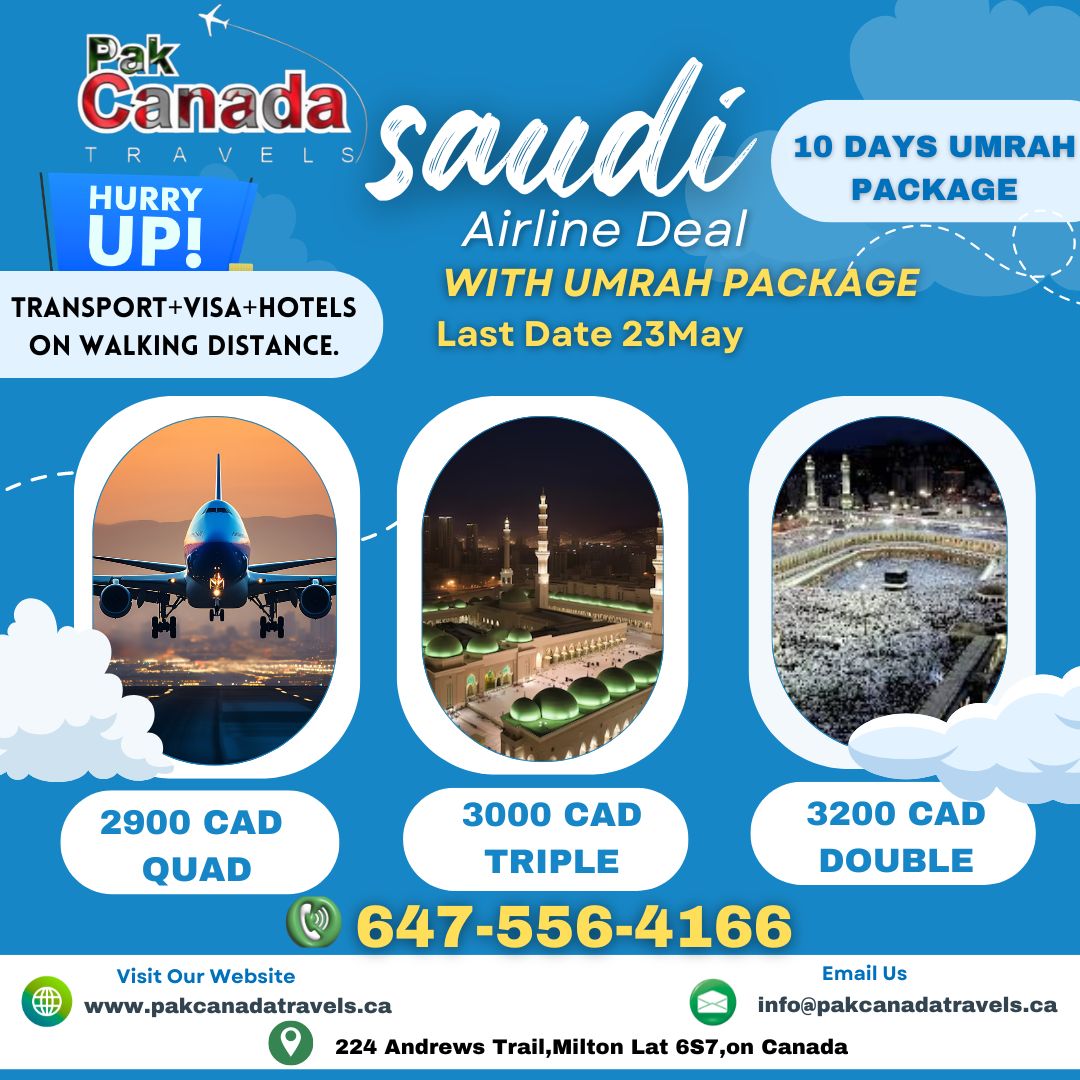 Pak
Canada
TRAVELS
saudi
Airline Deal
WITH UMRAH PACKAGE
Last Date 23May
10 DAYS UMRAH
PACKAGE
HURRY
UP!
TRANSPORT+VISA+HOTELS
ON WALKING DISTANCE.
2900 CAD
QUAD
3000 CAD
TRIPLE
3200 CAD
DOUBLE
647-556-4166
Visit Our Website
www.pakcanadatravels.ca
Email Us
info@pakcanadatravels.ca
224 Andrews Trail,Milton Lat 6S7,on Canada